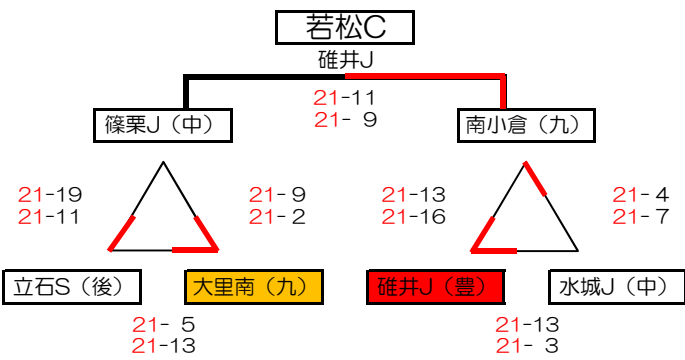 若松C
碓井J
21-11
21- 9
篠栗J（中）
南小倉（九）
21-19
21-11
21- 9
21- 2
21-13
21-16
21- 4
21- 7
立石S（後）
大里南（九）
碓井J（豊）
水城J（中）
21- 5
21-13
21-13
21- 3